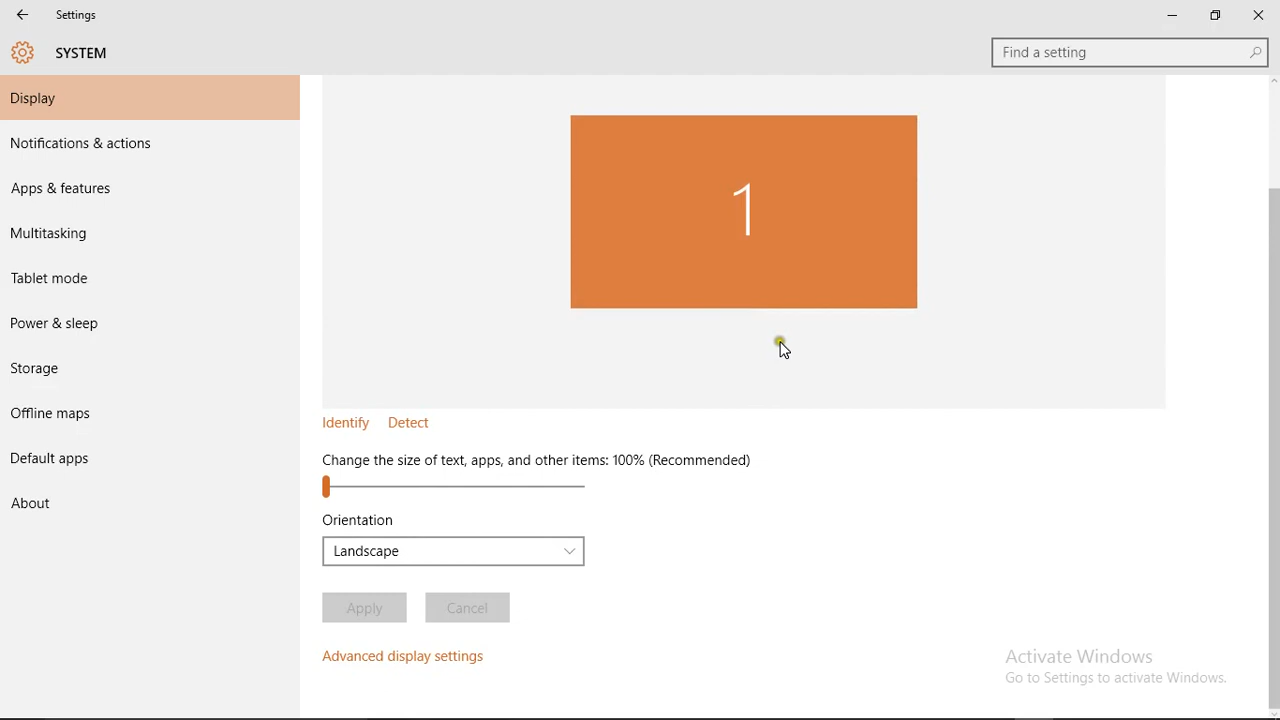 Settings
SYSTEM
Find a setting
Display
Notifications & actions
Apps & features
Multitasking
Tablet mode
Power & sleep
Storage
Offline maps
Default apps
About
1
Identify Detect
Change the size of text, apps, and other items: 100% (Recommended)
Orientation
Landscape
Apply Cancel
Advanced display settings
Activate Windows
Go to Settings to activate Windows.